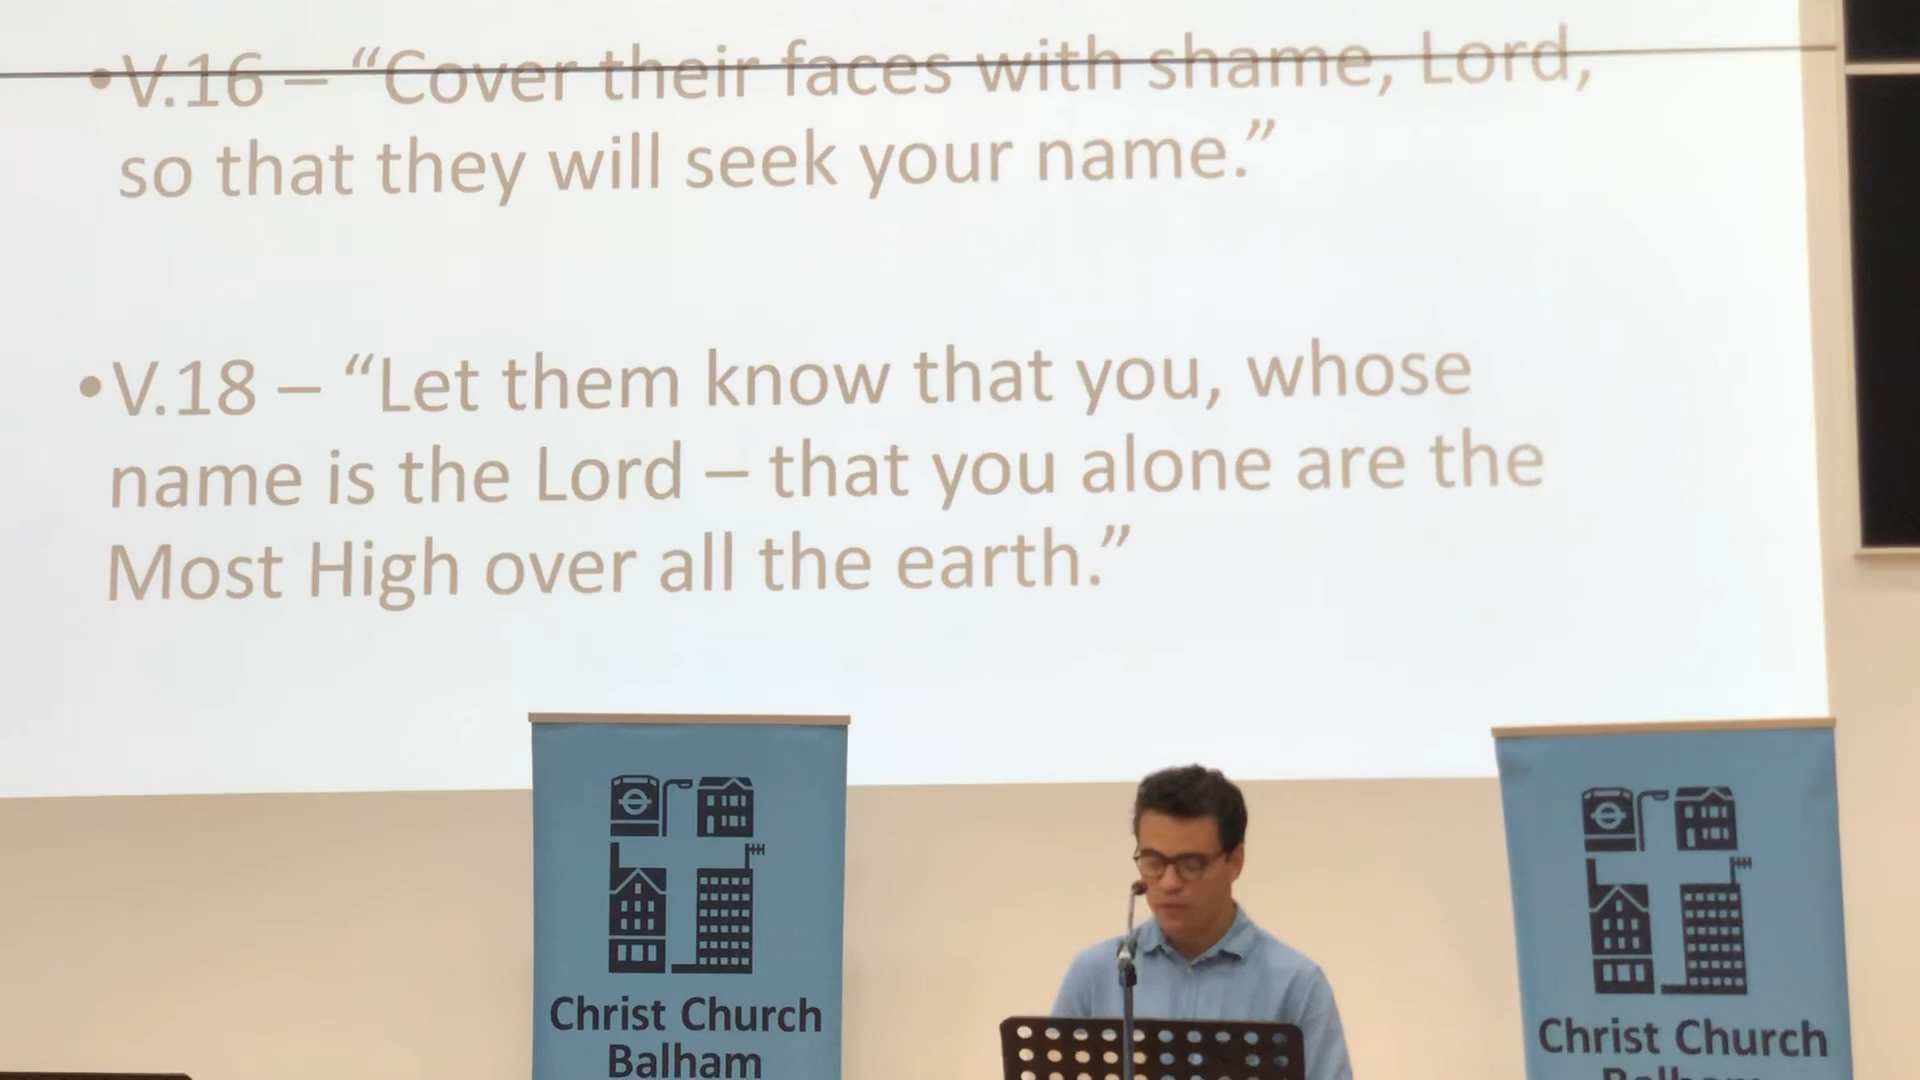 •V.16 – “Cover their faces with shame, Lord,
so that they will seek your name.”
•V.18 – “Let them know that you, whose
name is the Lord – that you alone are the
Most High over all the earth.”
Christ Church
Balham
Christ Church
Balham